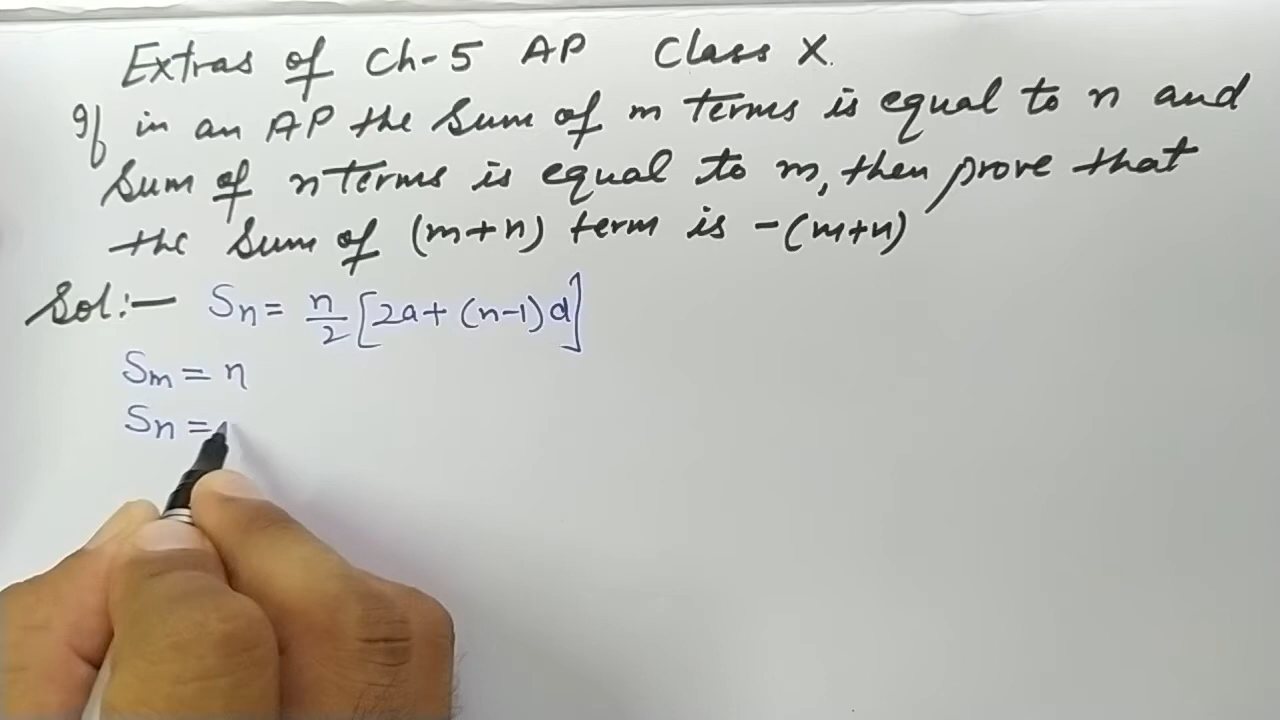 Extras of Ch-5 AP Class X.
If in an AP the sum of m terms is equal to n and
sum of n terms is equal to m, then prove that
the sum of (m+n) term is -(m+n)
Sol:- Sn = n/2 [2a + (n-1) d]
Sm = n
Sn =